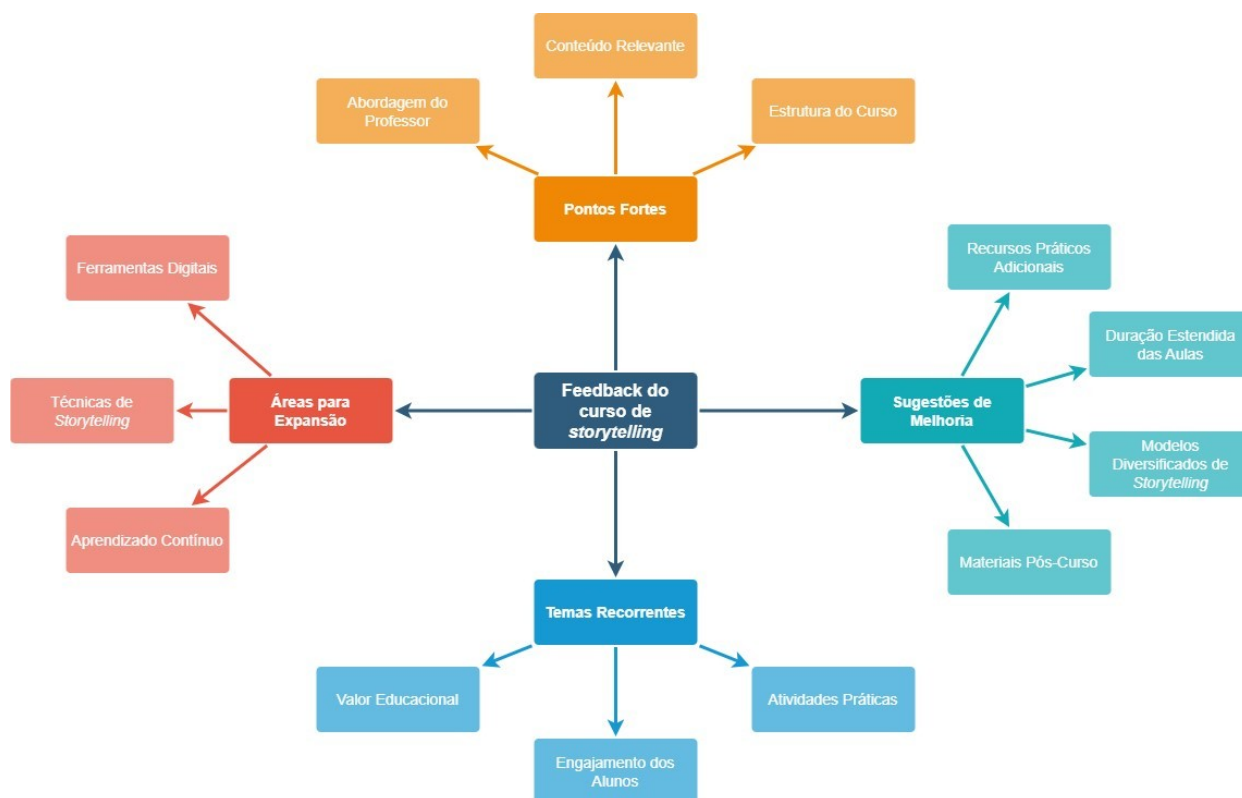 Conteúdo Relevante
Abordagem do
Professor
Estrutura do Curso
Pontos Fortes
Ferramentas Digitais
Recursos Práticos
Adicionais
Duração Estendida
das Aulas
Técnicas de
Storytelling
Áreas para
Expansão
Feedback do
curso de
storytelling
Sugestões de
Melhoria
Modelos
Diversificados de
Storytelling
Aprendizado Contínuo
Materiais Pós-Curso
Temas Recorrentes
Valor Educacional
Atividades Práticas
Engajamento dos
Alunos